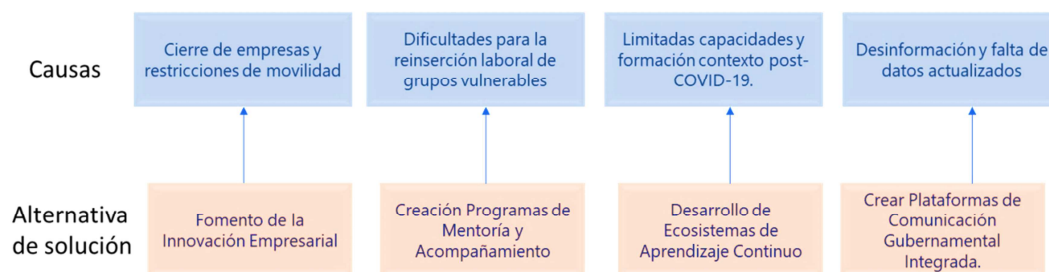 Causas
Cierre de empresas y
restricciones de movilidad
Dificultades para la
reinserción laboral de
grupos vulnerables
Limitadas capacidades y
formación contexto post-
COVID-19.
Desinformación y falta de
datos actualizados
Alternativa
de solución
Fomento de la
Innovación Empresarial
Creación Programas de
Mentoría y
Acompañamiento
Desarrollo de
Ecosistemas de
Aprendizaje Continuo
Crear Plataformas de
Comunicación
Gubernamental
Integrada.